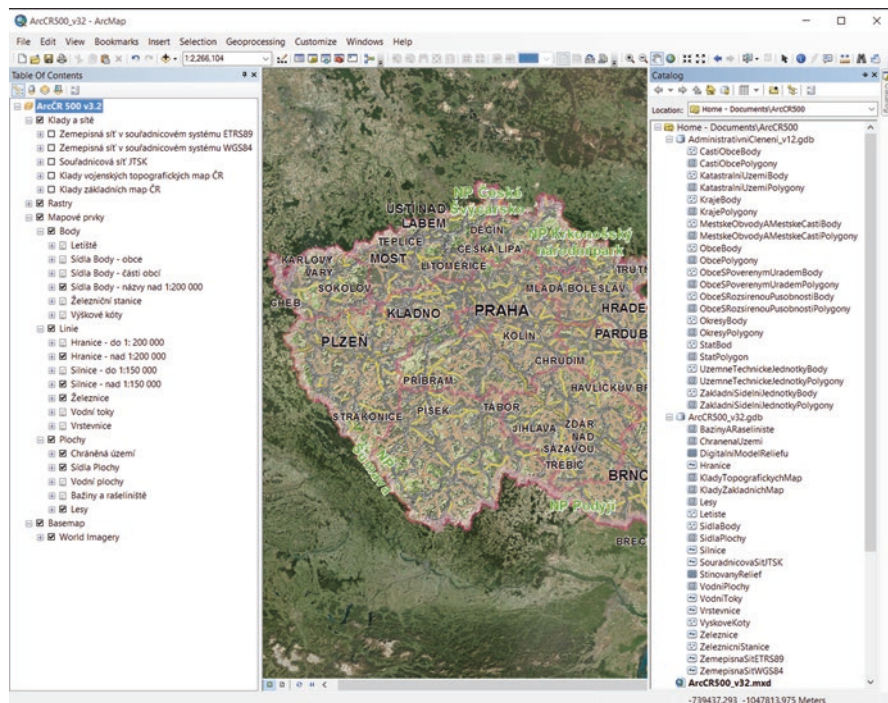 ArcCR500_v32 - ArcMap
File Edit View Bookmarks Insert Selection Geoprocessing Customize Windows Help
1:2,266,104
Table Of Contents
ArcČR 500 v3.2
Klady a sítě
Zeměpisná síť v souřadnicovém systému ETRS89
Zeměpisná síť v souřadnicovém systému WGS84
Souřadnicová síť JTSK
Klady vojenských topografických map ČR
Klady základních map ČR
Rastry
Mapové prvky
Body
Letiště
Sídla Body - obce
Sídla Body - části obcí
Sídla Body - názvy nad 1:200 000
Železniční stanice
Výškové kóty
Linie
Hranice - do 1: 200 000
Hranice - nad 1:200 000
Silnice - do 1:150 000
Silnice - nad 1:150 000
Železnice
Vodní toky
Vrstevnice
Plochy
Chráněná území
Sídla Plochy
Vodní plochy
Bažiny a rašeliniště
Lesy
Basemap
World Imagery
NP Česká
Švýcarsko
ÚSTÍ NAD
LABEM
DĚČÍN
NP Krkonošský
národní park
TEPLICE
ČESKÁ LÍPA
KARLOVY
VARY
MOST
LITOMĚŘICE
TRUTN
SOKOLOV
MLADÁ BOLESLAV
CHEB
KLADNO
PRAHA
HRADE
PARDUB
PLZEŇ
KOLÍN
CHRUDIM
PŘÍBRAM
HAVLÍČKŮV BR
STRAKONICE
PÍSEK
TÁBOR
JIHLAVA
ŽĎÁR
NAD
SÁZAVOU
NP
Šumava
TŘEBÍČ
BRNO
NP Podyjí
BŘEC
Catalog
Location: Home - Documents\ArcCR500
Home - Documents\ArcCR500
AdministrativniCleneni_v12.gdb
CastiObceBody
CastiObcePolygony
KatastralniUzemiBody
KatastralniUzemiPolygony
KrajeBody
KrajePolygony
MestskeObvodyAMestskeCastiBody
MestskeObvodyAMestskeCastiPolygony
ObceBody
ObcePolygony
ObceSPoverenymUrademBody
ObceSPoverenymUrademPolygony
ObceSRozsirenouPusobnostiBody
ObceSRozsirenouPusobnostiPolygony
OkresyBody
OkresyPolygony
StatBod
StatPolygon
UzemneTechnickeJednotkyBody
UzemneTechnickeJednotkyPolygony
ZakladniSidelniJednotkyBody
ZakladniSidelniJednotkyPolygony
ArcCR500_v32.gdb
BazinyARaseliniste
ChranenaUzemi
DigitalniModelReliefu
Hranice
KladyTopografickychMap
KladyZakladnichMap
Lesy
Letiste
SidlaBody
SidlaPlochy
Silnice
SouradnicovaSitJTSK
StinovanyRelief
VodniPlochy
VodniToky
Vrstevnice
VyskoveKoty
Zeleznice
ZeleznicniStanice
ZemepisnaSitETRS89
ZemepisnaSitWGS84
ArcCR500_v32.mxd
-739437,293 -1047813,975 Meters